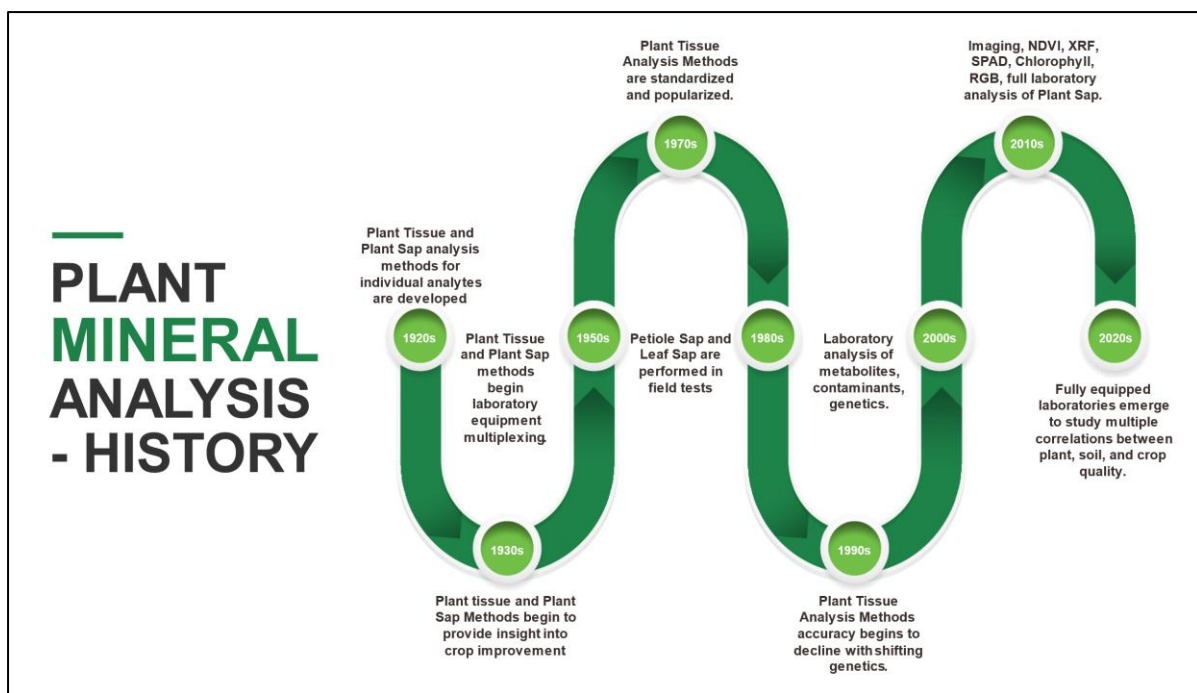 PLANT
MINERAL
ANALYSIS
- HISTORY
Plant Tissue and
Plant Sap analysis
methods for
individual analytes
are developed
1920s
1930s
Plant tissue and Plant
Sap Methods begin to
provide insight into
crop improvement
Plant Tissue
and Plant Sap
methods
begin
laboratory
equipment
multiplexing.
1950s
Plant Tissue
Analysis Methods
are standardized
and popularized.
1970s
Petiole Sap and
Leaf Sap are
performed in
field tests
1980s
1990s
Plant Tissue
Analysis Methods
accuracy begins to
decline with shifting
genetics.
Laboratory
analysis of
metabolites,
contaminants,
genetics.
2000s
Imaging, NDVI, XRF,
SPAD, Chlorophyll,
RGB, full laboratory
analysis of Plant Sap.
2010s
2020s
Fully equipped
laboratories emerge
to study multiple
correlations between
plant, soil, and crop
quality.